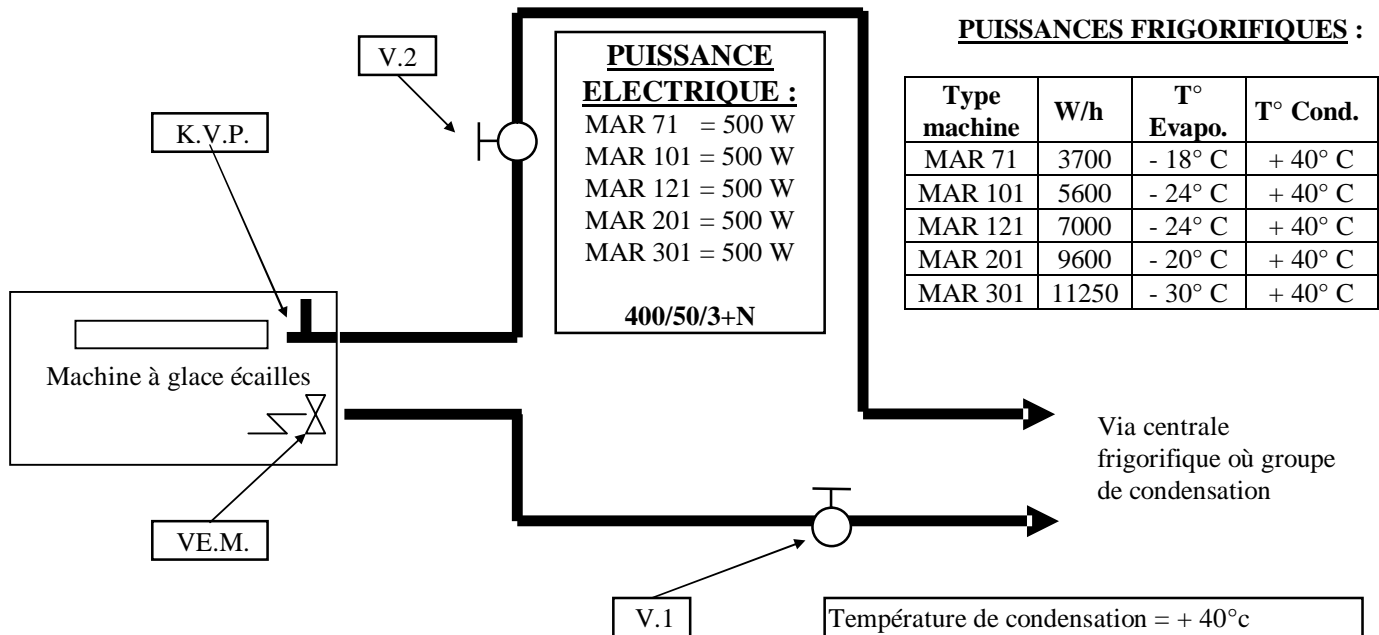 PUISSANCES FRIGORIFIQUES :
V.2
PUISSANCE
ELECTRIQUE :
MAR 71 = 500 W
MAR 101 = 500 W
MAR 121 = 500 W
MAR 201 = 500 W
MAR 301 = 500 W
400/50/3+N
Type machine W/h T° Evapo. T° Cond.
MAR 71 3700 - 18° C + 40° C
MAR 101 5600 - 24° C + 40° C
MAR 121 7000 - 24° C + 40° C
MAR 201 9600 - 20° C + 40° C
MAR 301 11250 - 30° C + 40° C
K.V.P.
Machine à glace écailles
Via centrale
frigorifique où groupe
de condensation
VE.M.
V.1
Température de condensation = + 40°c